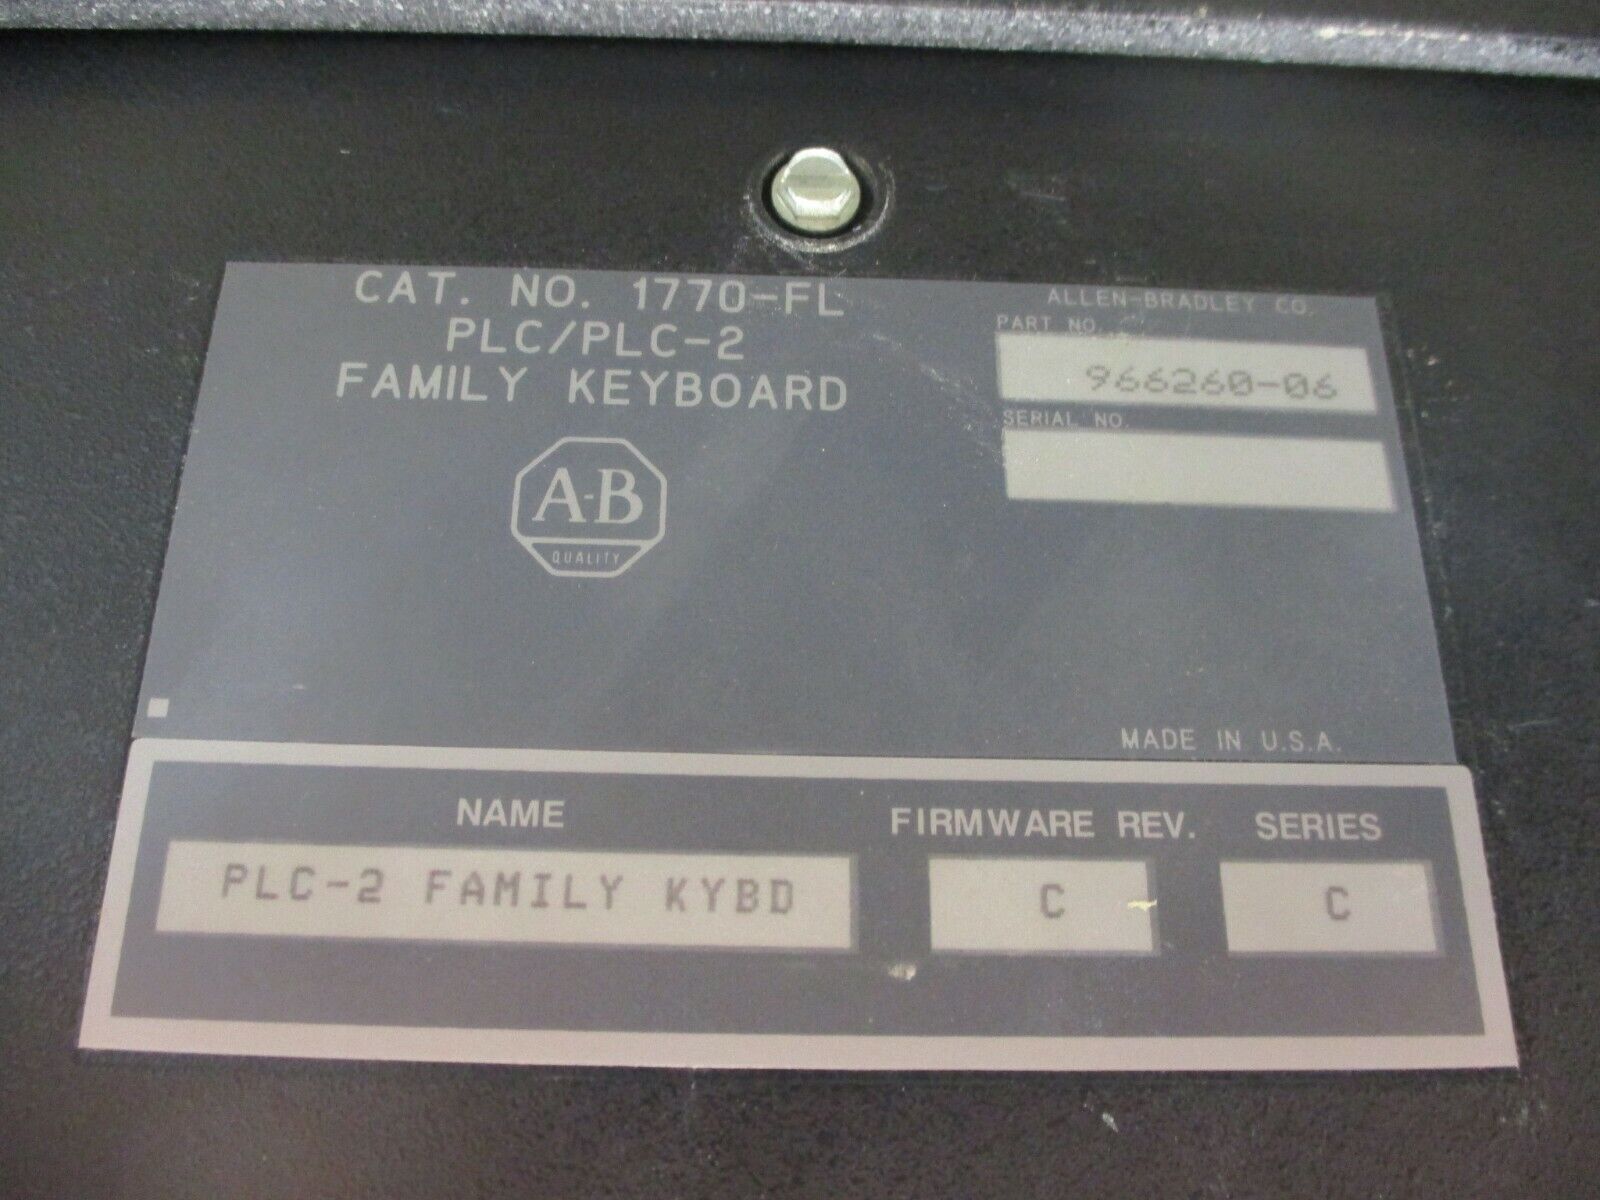 CAT. NO. 1770-FL
PLC/PLC-2
FAMILY KEYBOARD
A-B
QUALITY
ALLEN-BRADLEY CO.
PART NO.
966260-06
SERIAL NO.
MADE IN U.S.A.
NAME
PLC-2 FAMILY KYBD
FIRMWARE REV.
C
SERIES
C